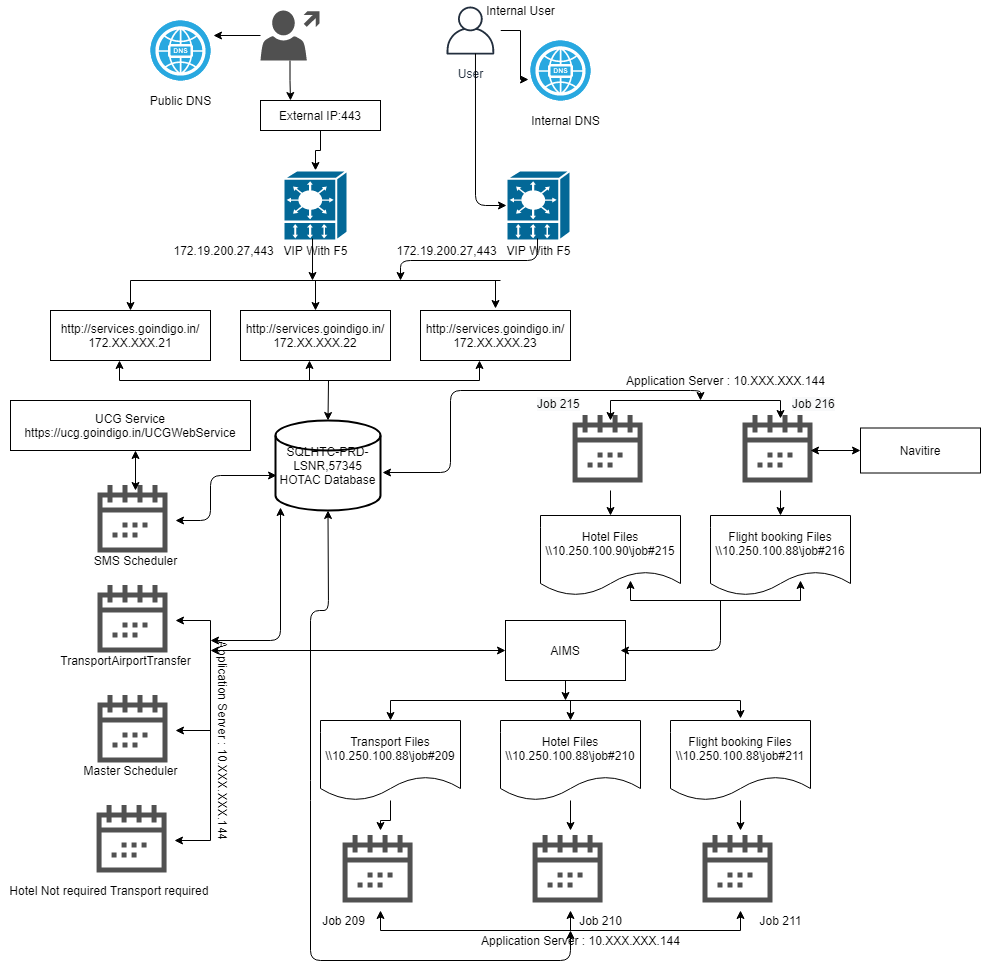 Internal User
DNS
DNS
User
Public DNS
External IP:443
Internal DNS
172.19.200.27,443
VIP With F5
172.19.200.27,443
VIP With F5
http://services.goindigo.in/
172.XX.XXX.21
http://services.goindigo.in/
172.XX.XXX.22
http://services.goindigo.in/
172.XX.XXX.23
Application Server : 10.XXX.XXX.144
Job 215
Job 216
UCG Service
https://ucg.goindigo.in/UCGWebService
SQLHTC-PRD-
LSNR,57345
HOTAC Database
Navitire
SMS Scheduler
Hotel Files
\\10.250.100.90\job#215
Flight booking Files
\\10.250.100.88\job#216
TransportAirportTransfer
Application Server : 10.XXX.XXX.144
AIMS
Master Scheduler
Transport Files
\\10.250.100.88\job#209
Hotel Files
\\10.250.100.88\job#210
Flight booking Files
\\10.250.100.88\job#211
Hotel Not required Transport required
Job 209
Job 210
Job 211
Application Server : 10.XXX.XXX.144